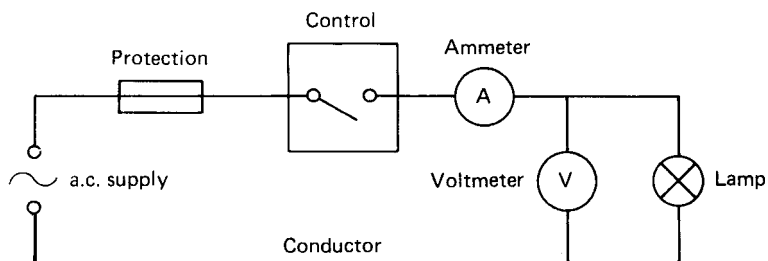 Control
Protection
Ammeter
A
a.c. supply
Voltmeter
V
Lamp
Conductor